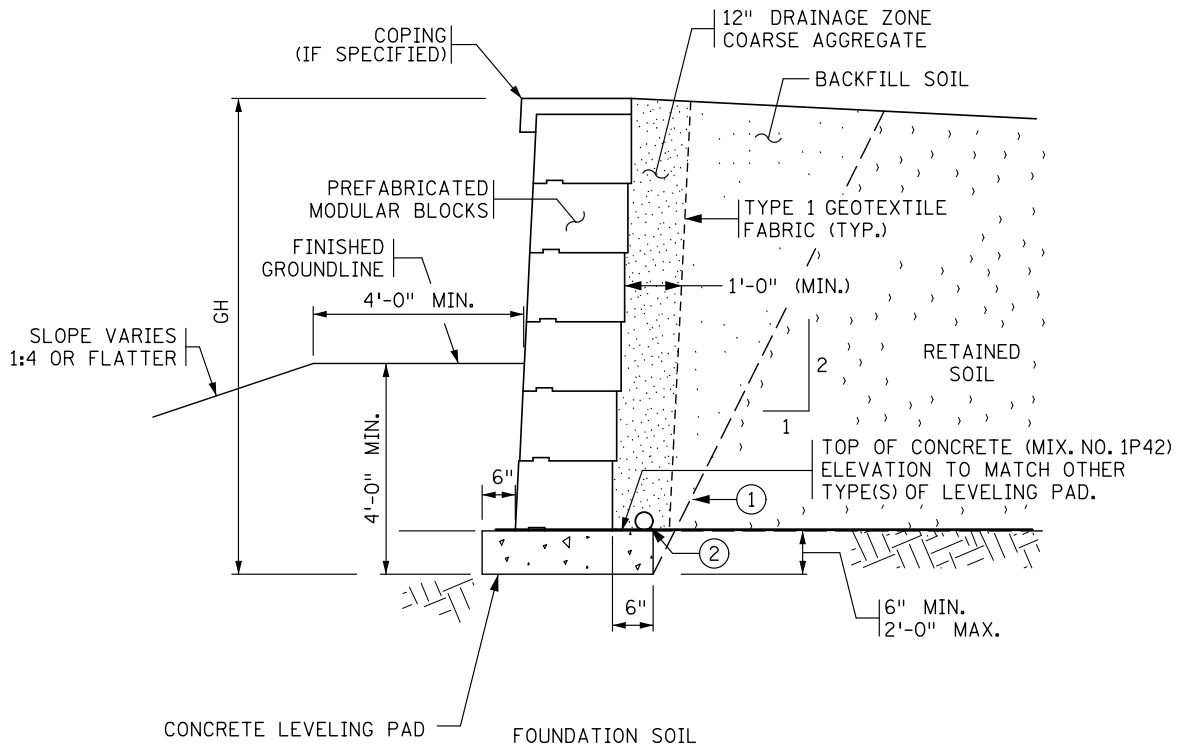 12" DRAINAGE ZONE
COARSE AGGREGATE
COPING
(IF SPECIFIED)
BACKFILL SOIL
PREFABRICATED
MODULAR BLOCKS
TYPE 1 GEOTEXTILE
FABRIC (TYP.)
FINISHED
GROUNDLINE
1'-0" (MIN.)
4'-0" MIN.
GH
SLOPE VARIES
1:4 OR FLATTER
RETAINED
SOIL
2
1
TOP OF CONCRETE (MIX. NO. 1P42)
ELEVATION TO MATCH OTHER
TYPE(S) OF LEVELING PAD.
4'-0" MIN.
6"
1
2
6"
6" MIN.
2'-0" MAX.
CONCRETE LEVELING PAD
FOUNDATION SOIL